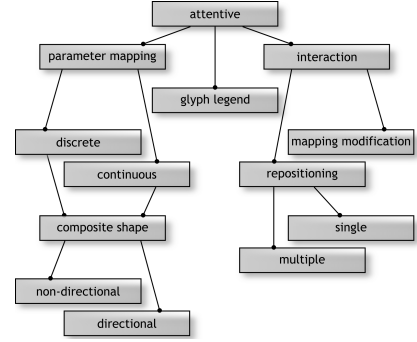 attentive
parameter mapping
interaction
glyph legend
discrete
mapping modification
continuous
repositioning
composite shape
single
multiple
non-directional
directional